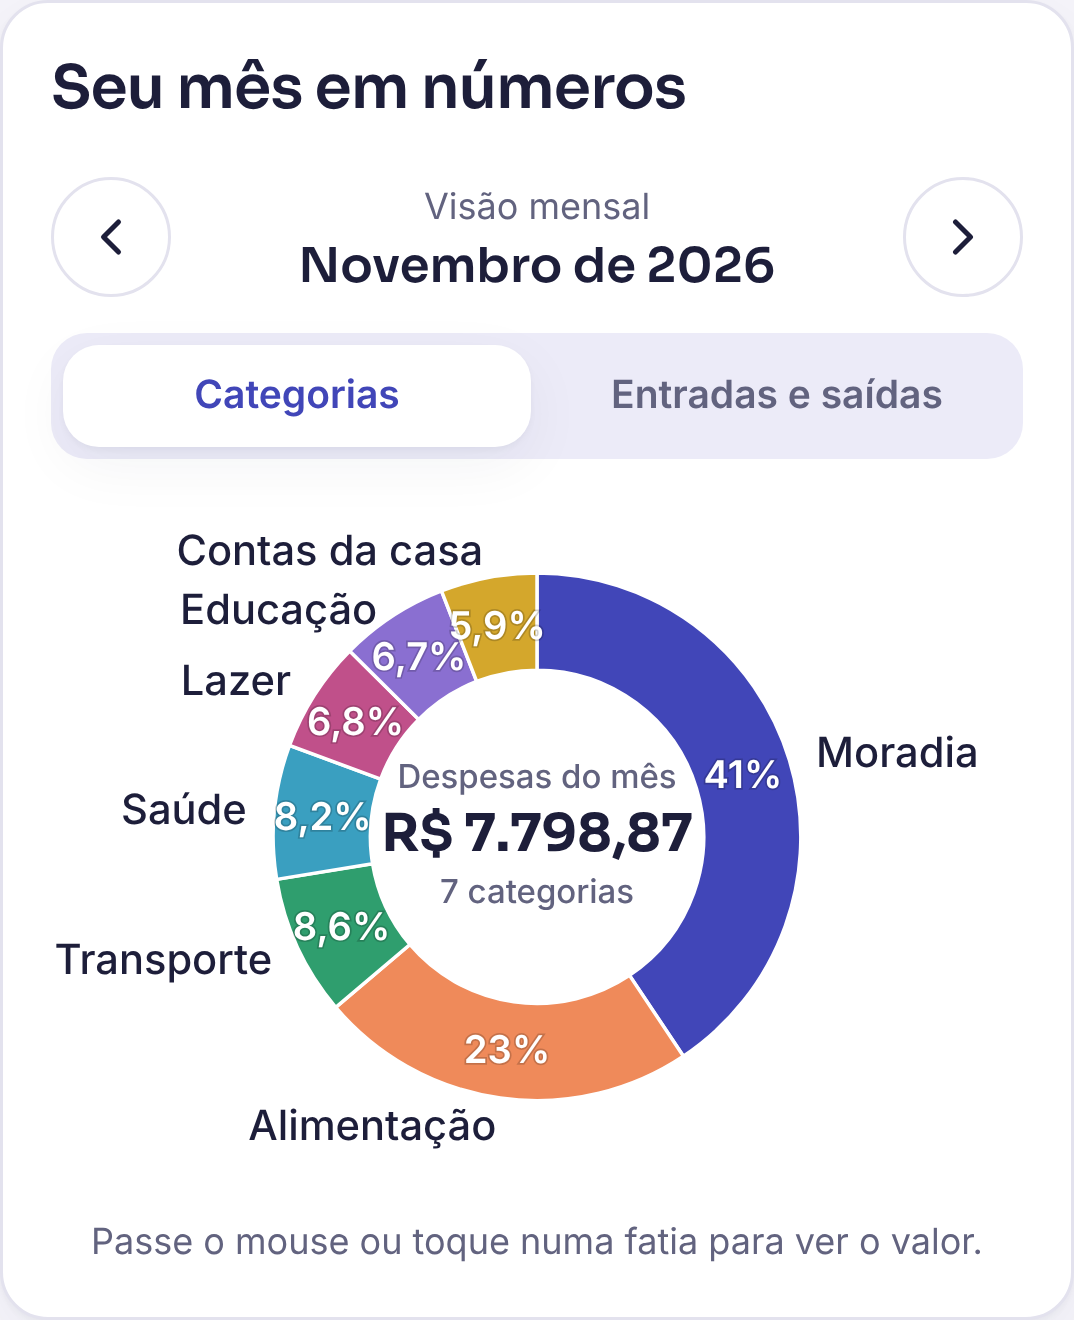 Seu mês em números
Visão mensal
Novembro de 2026
Categorias
Entradas e saídas
Contas da casa
5,9%
Educação
6,7%
Lazer
6,8%
Moradia
41%
Saúde
8,2%
Despesas do mês
R$ 7.798,87
7 categorias
Transporte
8,6%
23%
Alimentação
Passe o mouse ou toque numa fatia para ver o valor.